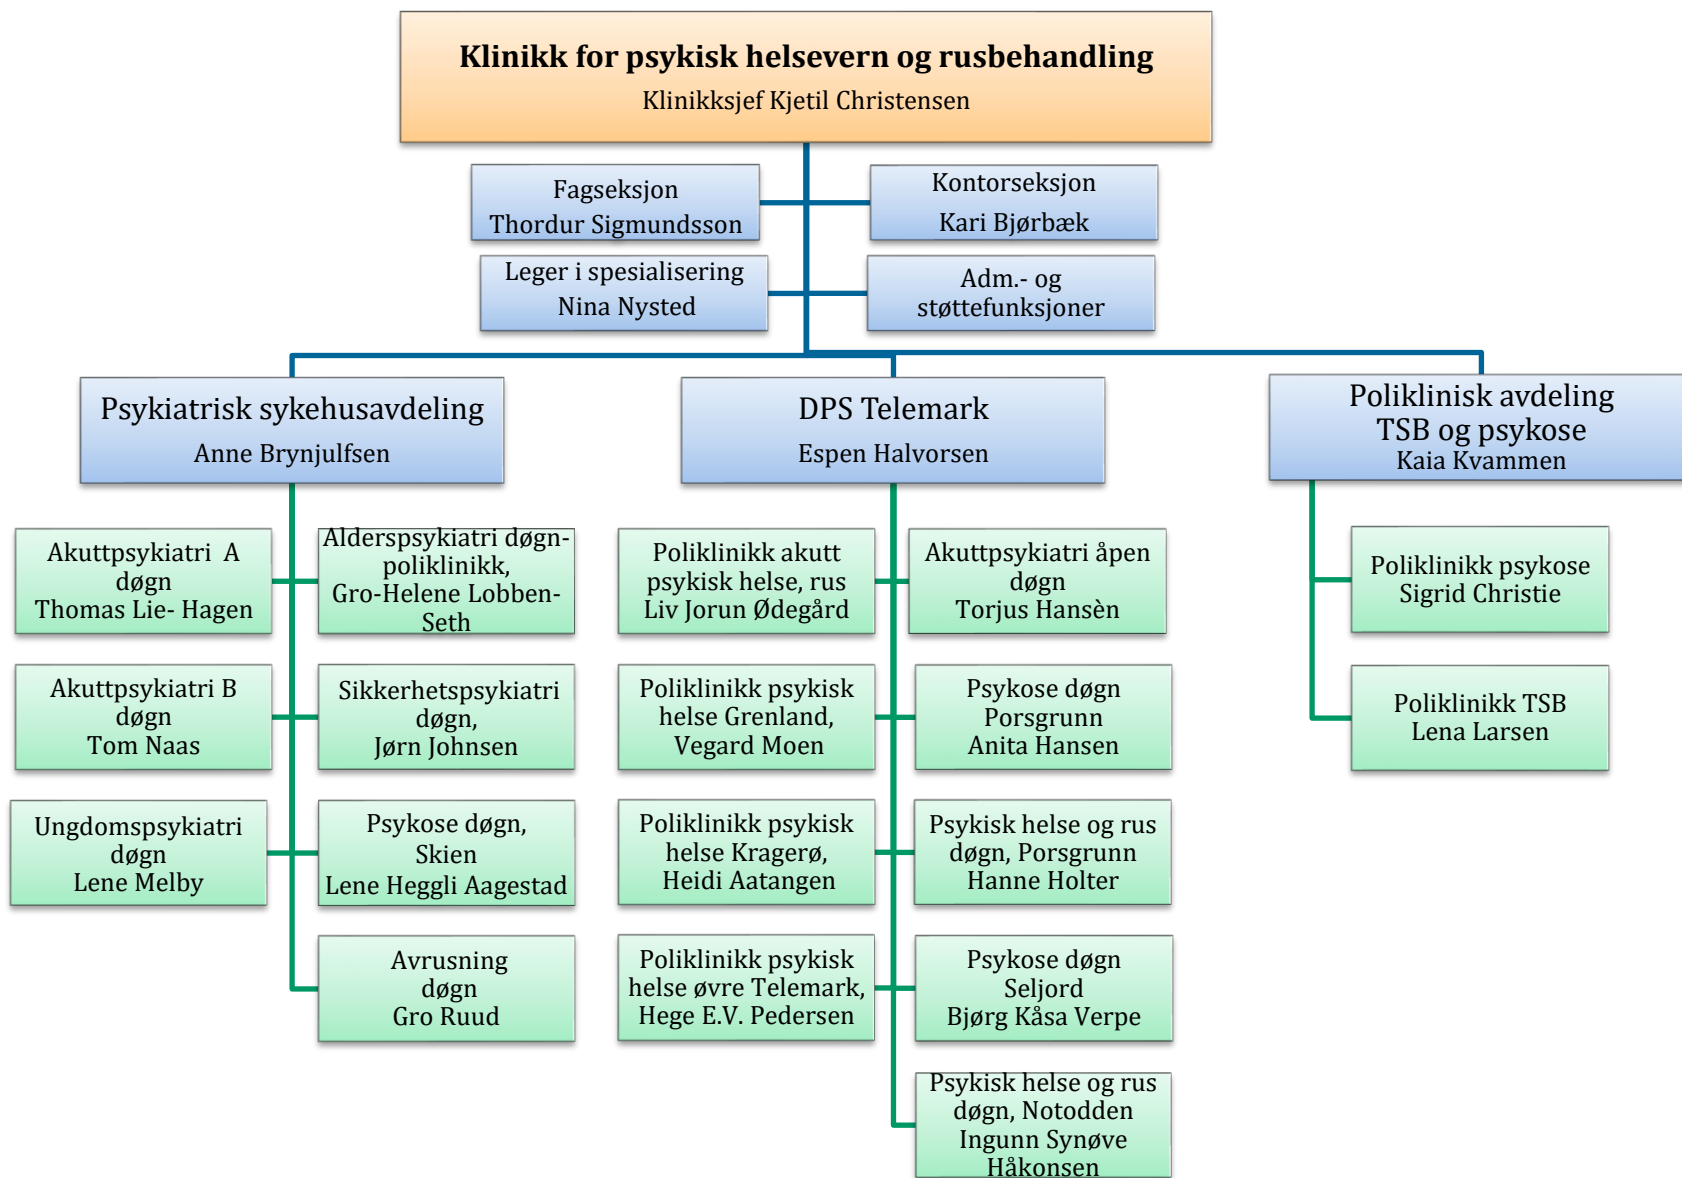 Klinikk for psykisk helsevern og rusbehandling
Klinikksjef Kjetil Christensen
Fagseksjon
Thordur Sigmundsson
Kontorseksjon
Kari Bjørbæk
Leger i spesialisering
Nina Nysted
Adm.- og
støttefunksjoner
Psykiatrisk sykehusavdeling
Anne Brynjulfsen
DPS Telemark
Espen Halvorsen
Poliklinisk avdeling
TSB og psykose
Kaia Kvammen
Akuttpsykiatri  A
døgn
Thomas Lie- Hagen
Alderspsykiatri døgn-
poliklinikk,
Gro-Helene Lobben-
Seth
Akuttpsykiatri B
døgn
Tom Naas
Sikkerhetspsykiatri
døgn,
Jørn Johnsen
Ungdomspsykiatri
døgn
Lene Melby
Psykose døgn,
Skien
Lene Heggli Aagestad
Avrusning
døgn
Gro Ruud
Poliklinikk akutt
psykisk helse, rus
Liv Jorun Ødegård
Akuttpsykiatri åpen
døgn
Torjus Hansèn
Poliklinikk psykisk
helse Grenland,
Vegard Moen
Psykose døgn
Porsgrunn
Anita Hansen
Poliklinikk psykisk
helse Kragerø,
Heidi Aatangen
Psykisk helse og rus
døgn, Porsgrunn
Hanne Holter
Poliklinikk psykisk
helse øvre Telemark,
Hege E.V. Pedersen
Psykose døgn
Seljord
Bjørg Kåsa Verpe
Psykisk helse og rus
døgn, Notodden
Ingunn Synøve
Håkonsen
Poliklinikk psykose
Sigrid Christie
Poliklinikk TSB
Lena Larsen